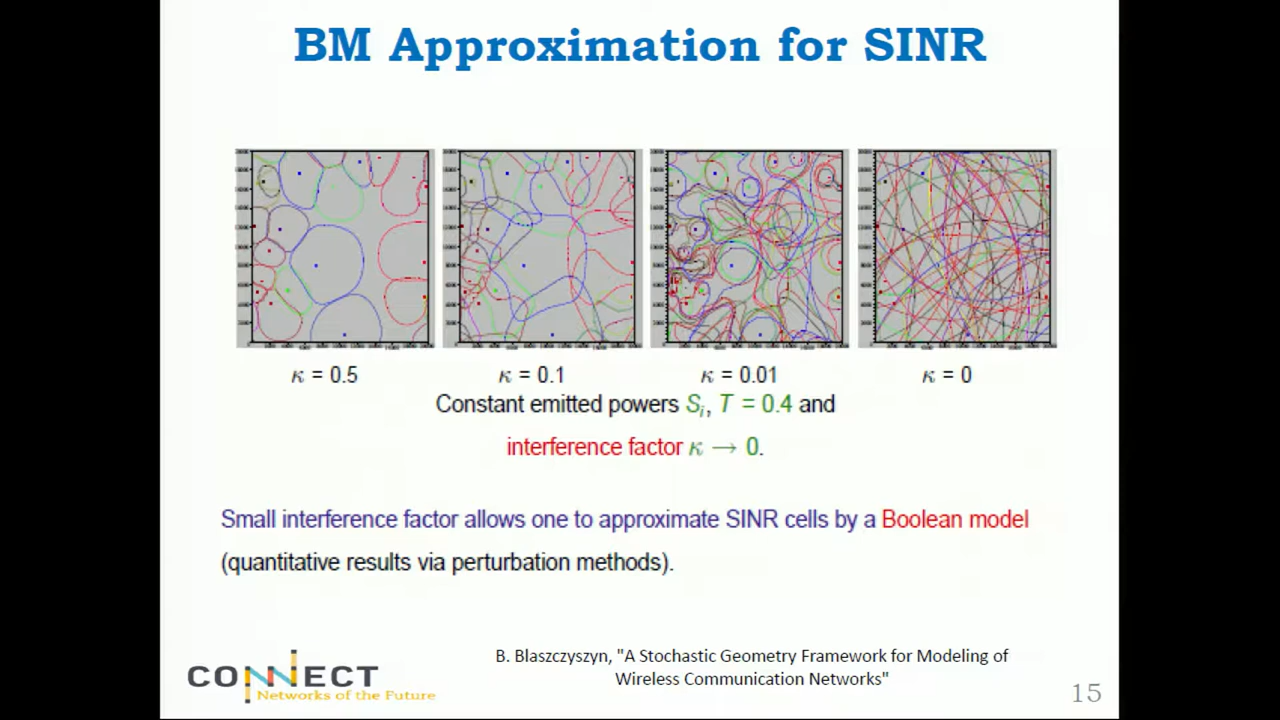 BM Approximation for SINR
κ = 0.5
κ = 0.1
κ = 0.01
κ = 0
Constant emitted powers Sᵢ, T = 0.4 and
interference factor κ → 0.
Small interference factor allows one to approximate SINR cells by a Boolean model
(quantitative results via perturbation methods).
CONNECT
Networks of the Future
B. Blaszczyszyn, "A Stochastic Geometry Framework for Modeling of
Wireless Communication Networks"
15